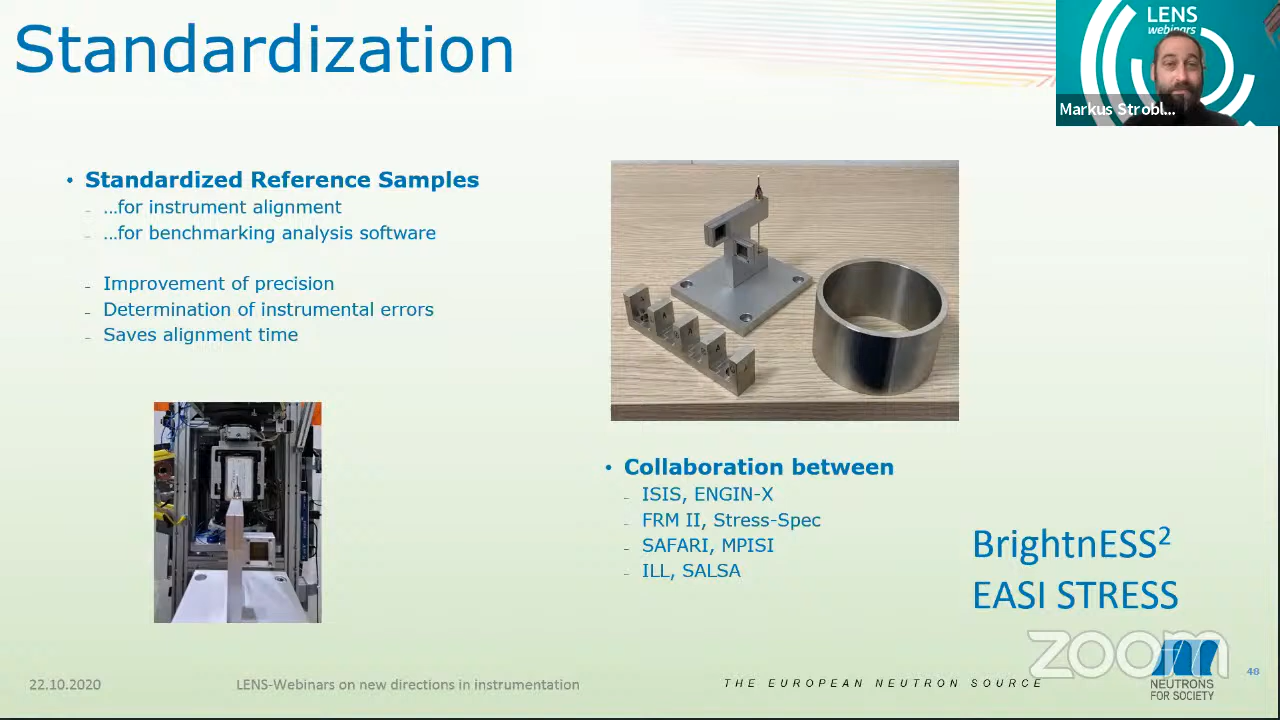 Standardization
LENS
webinars
Markus Strobl...
• Standardized Reference Samples
- ...for instrument alignment
- ...for benchmarking analysis software
- Improvement of precision
- Determination of instrumental errors
- Saves alignment time
• Collaboration between
- ISIS, ENGIN-X
- FRM II, Stress-Spec
- SAFARI, MPISI
- ILL, SALSA
BrightnESS²
EASI STRESS
zoom
22.10.2020
LENS-Webinars on new directions in instrumentation
THE EUROPEAN NEUTRON SOURCE
NEUTRONS
FOR SOCIETY